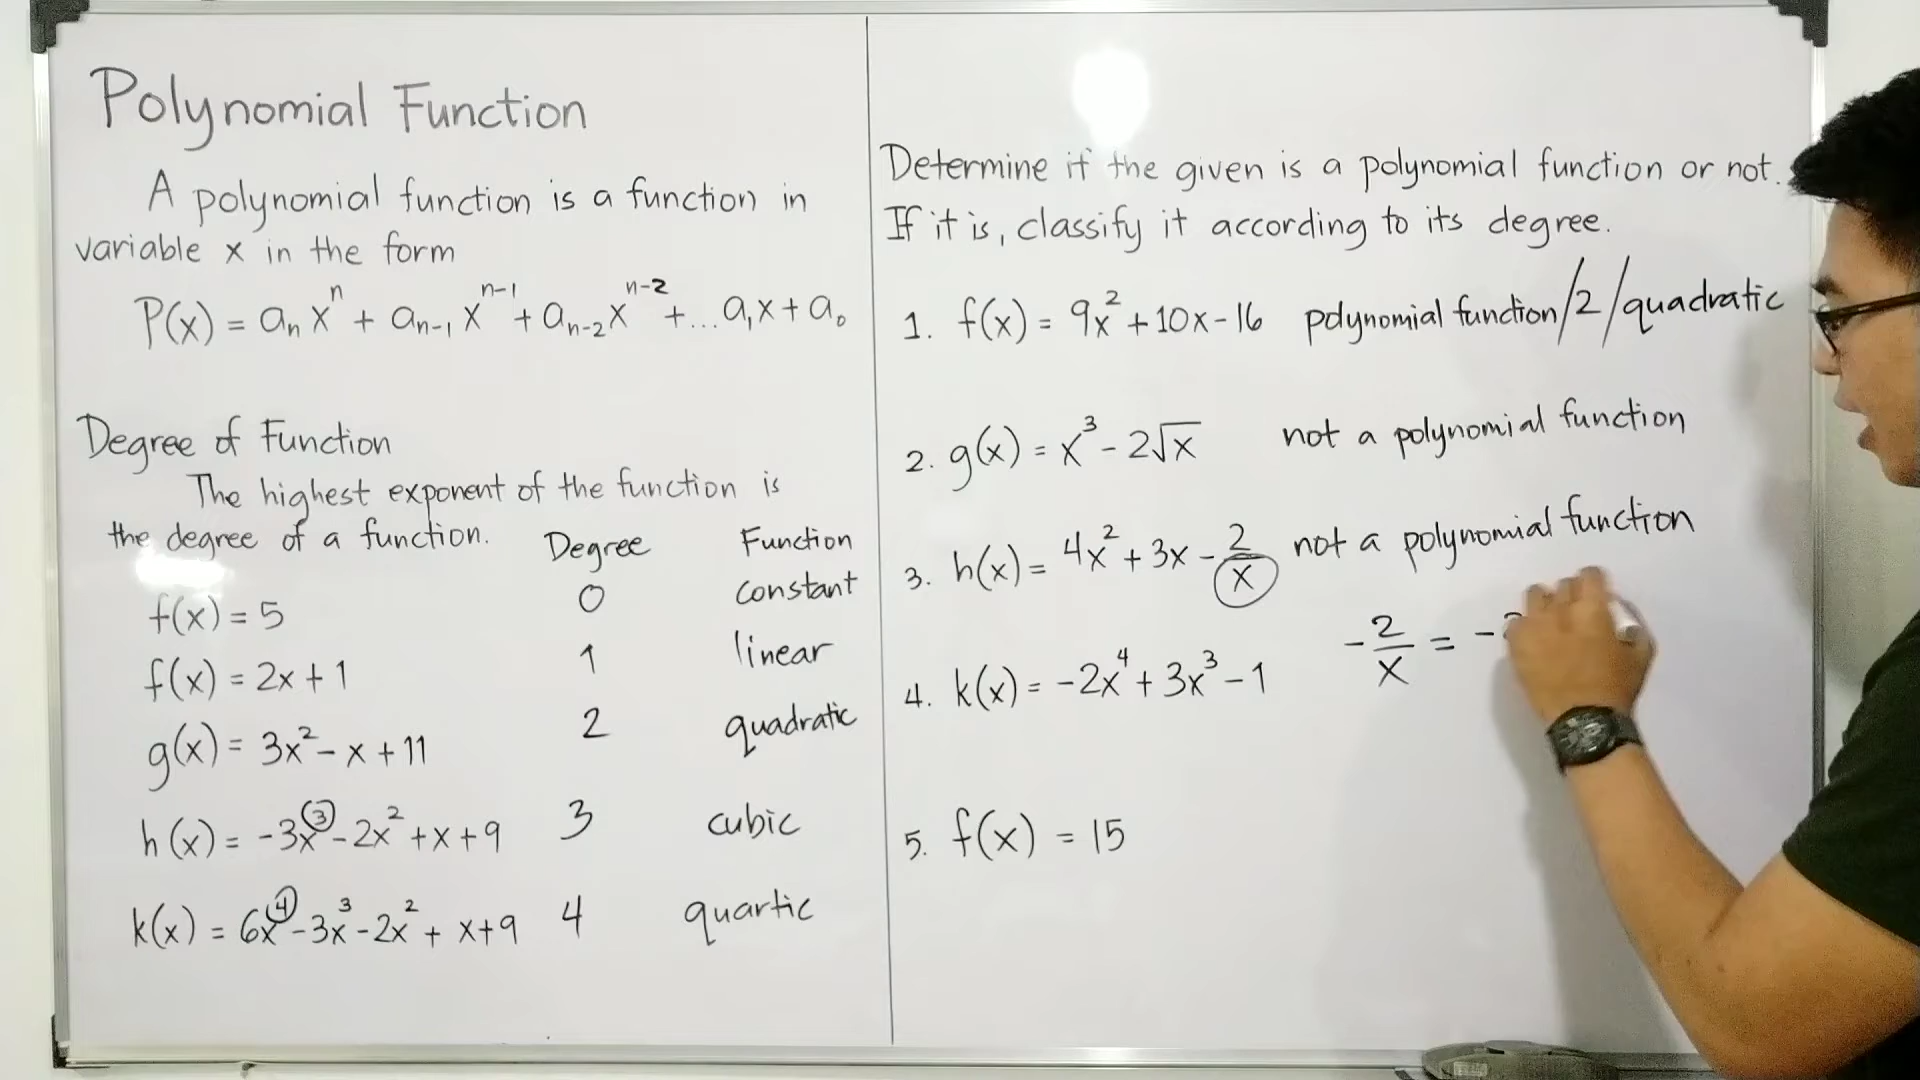 Polynomial Function
A polynomial function is a function in
variable x in the form
P(x) = aₙxⁿ + aₙ₋₁xⁿ⁻¹ + aₙ₋₂xⁿ⁻² + ... a₁x + a₀
Degree of Function
The highest exponent of the function is
the degree of a function.
Degree Function
f(x) = 5 0 constant
f(x) = 2x + 1 1 linear
g(x) = 3x² - x + 11 2 quadratic
h(x) = -3x³ - 2x² + x + 9 3 cubic
k(x) = 6x⁴ - 3x³ - 2x² + x + 9 4 quartic
Determine if the given is a polynomial function or not.
If it is, classify it according to its degree.
1. f(x) = 9x² + 10x - 16 polynomial function / 2 / quadratic
2. g(x) = x³ - 2√x not a polynomial function
3. h(x) = 4x² + 3x - 2/x not a polynomial function
-2/x = -
4. k(x) = -2x⁴ + 3x³ - 1
5. f(x) = 15